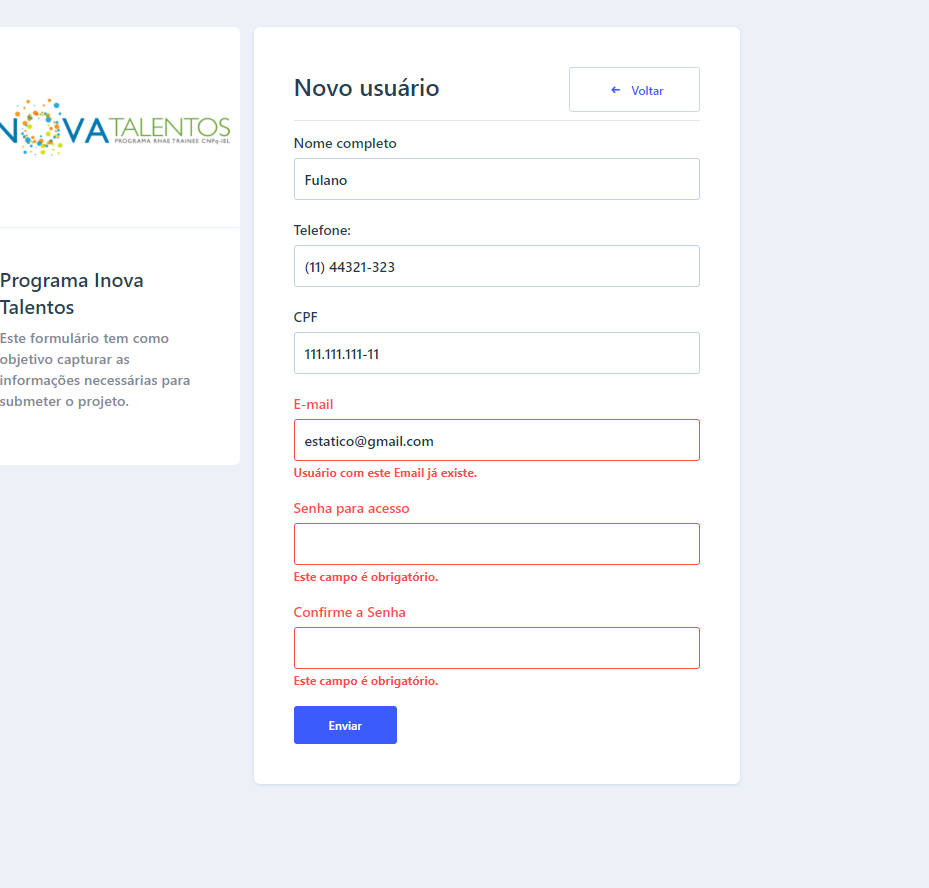 NOVA TALENTOS
PROGRAMA RHAE TRAINEE CNPq-IEL
Programa Inova
Talentos
Este formulário tem como
objetivo capturar as
informações necessárias para
submeter o projeto.
Novo usuário
← Voltar
Nome completo
Fulano
Telefone:
(11) 44321-323
CPF
111.111.111-11
E-mail
estatico@gmail.com
Usuário com este Email já existe.
Senha para acesso
Este campo é obrigatório.
Confirme a Senha
Este campo é obrigatório.
Enviar